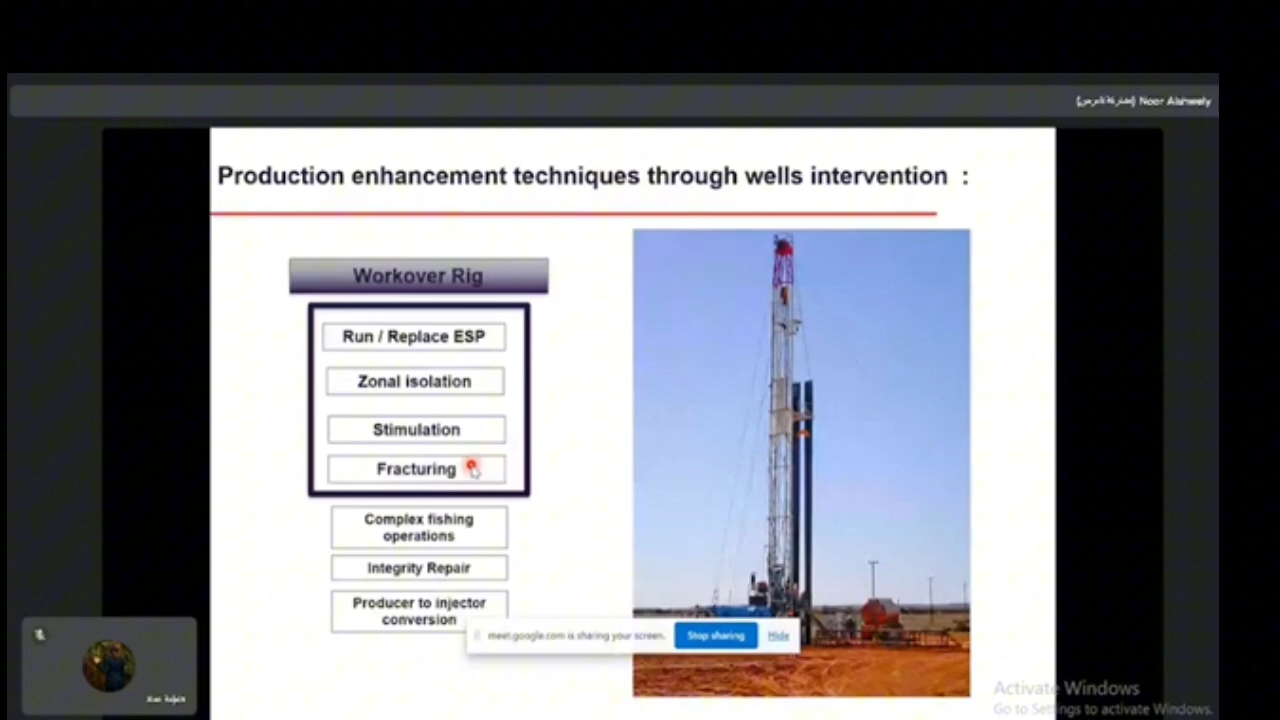 Noor Alshwely
Production enhancement techniques through wells intervention :
Workover Rig
Run / Replace ESP
Zonal isolation
Stimulation
Fracturing
Complex fishing
operations
Integrity Repair
Producer to injector
conversion
meet.google.com is sharing your screen.
Stop sharing
Hide
Activate Windows
Go to Settings to activate Windows.